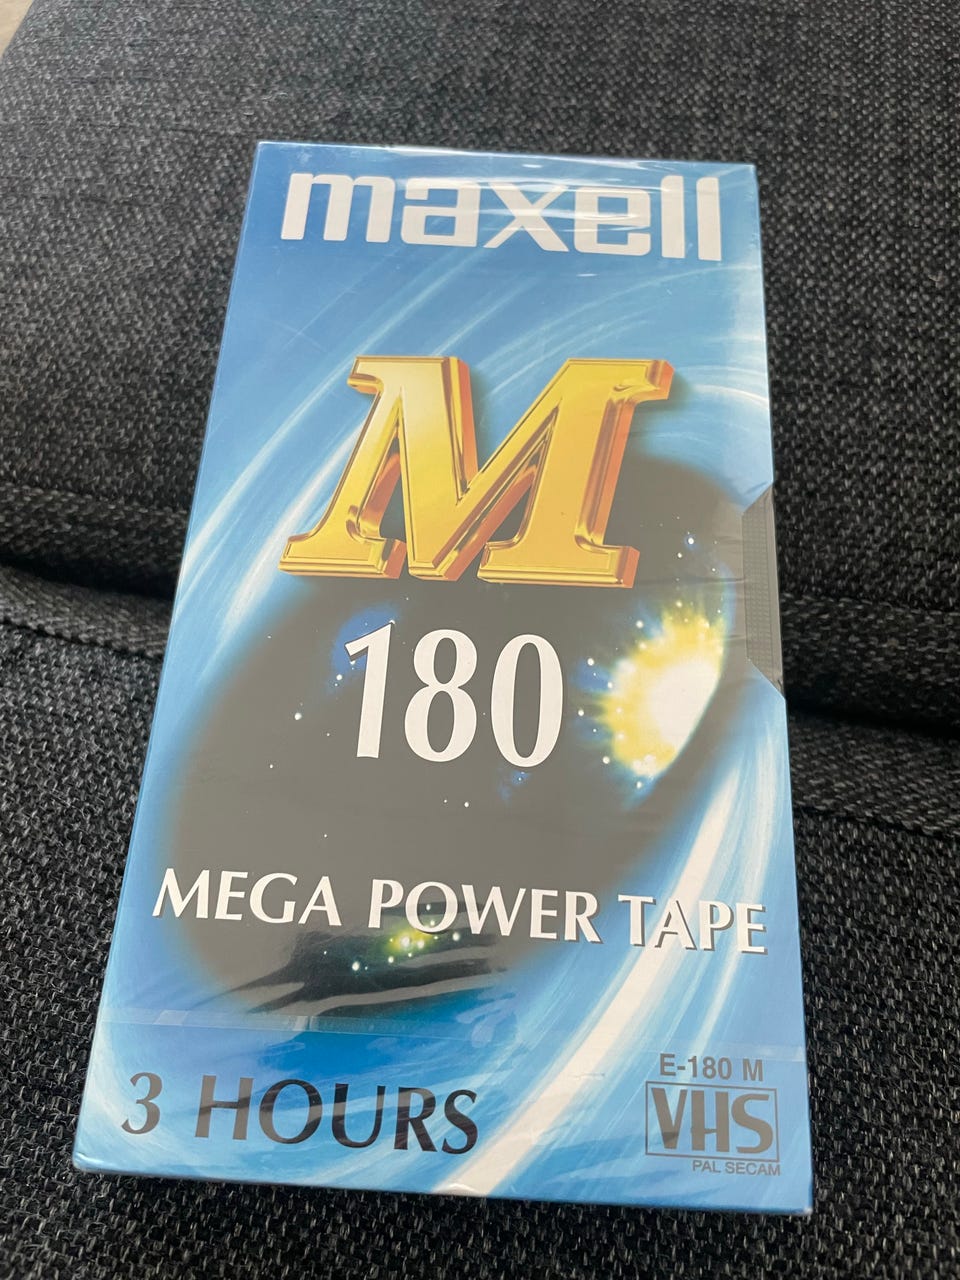 maxell
M
180
MEGA POWER TAPE
3 HOURS
E-180 M
VHS
PAL SECAM